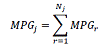 MPG_j = \sum_{r=1}^{N_j} MPG_r